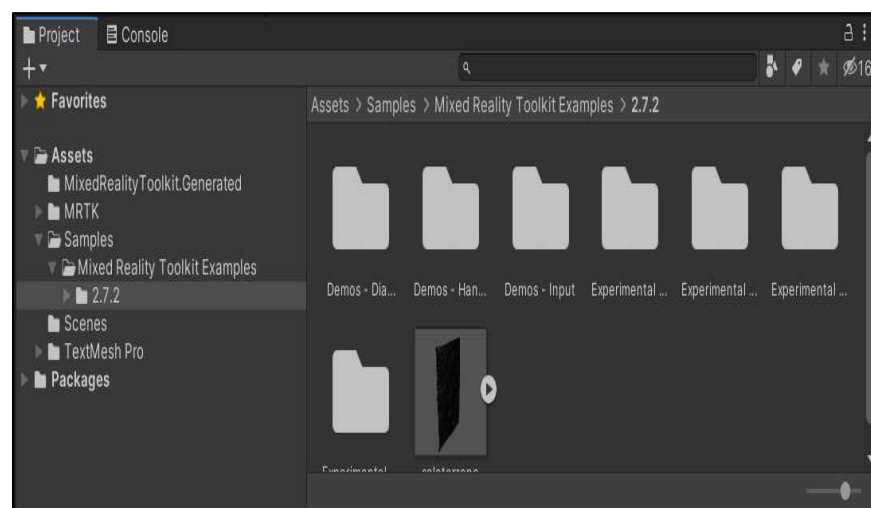 Project Console
16
Favorites
Assets > Samples > Mixed Reality Toolkit Examples > 2.7.2
Assets
MixedRealityToolkit.Generated
MRTK
Samples
Mixed Reality Toolkit Examples
2.7.2
Scenes
TextMesh Pro
Packages
Demos - Dia... Demos - Han... Demos - Input Experimental ... Experimental ... Experimental ...